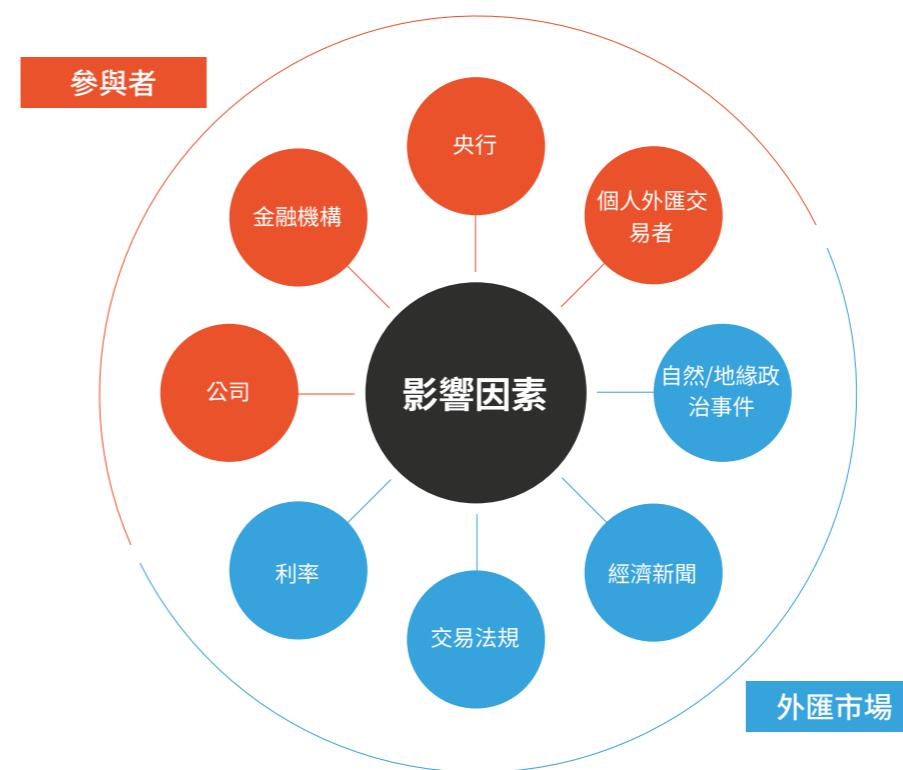 參與者
央行
個人外匯交
易者
金融機構
自然/地緣政
治事件
影響因素
公司
利率
經濟新聞
交易法規
外匯市場